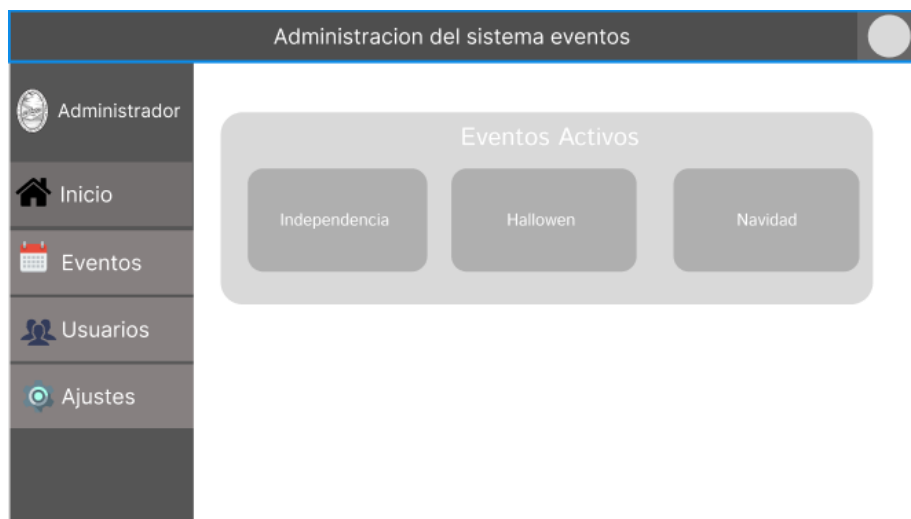 Administracion del sistema eventos
Administrador
Inicio
Eventos
Usuarios
Ajustes
Eventos Activos
Independencia
Hallowen
Navidad